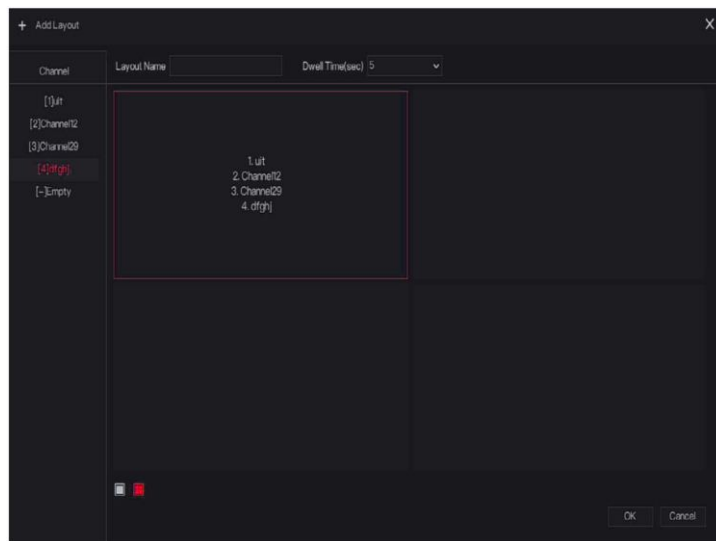 + Add Layout
X
Channel
Layout Name
Dwell Time(sec) 5
[1]uit
[2]Channel12
[3]Channel29
[4]dfghj
[-]Empty
1. uit
2. Channel12
3. Channel29
4. dfghj
OK
Cancel